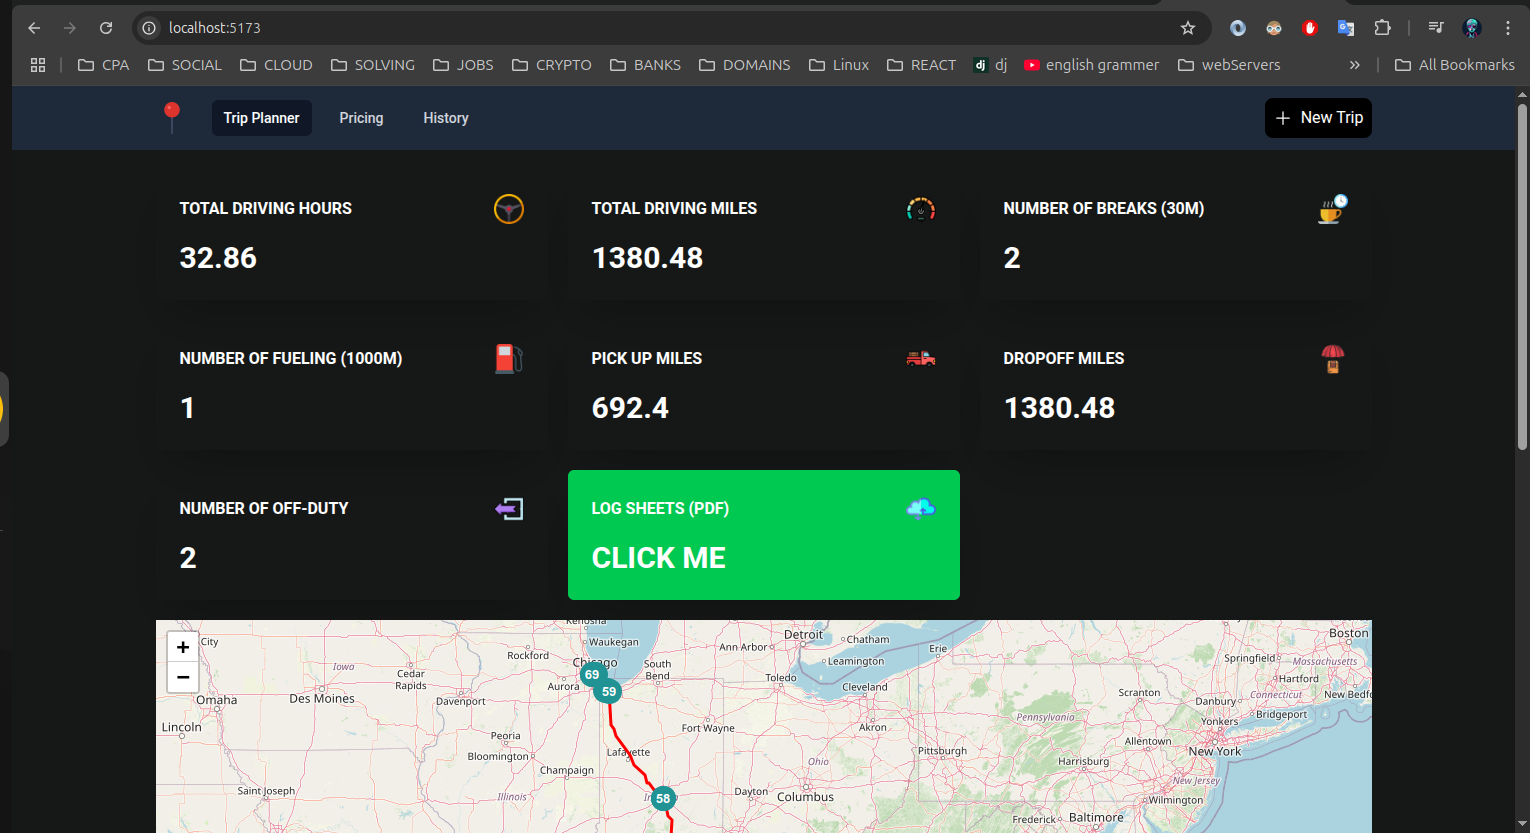 localhost:5173
CPA SOCIAL CLOUD SOLVING JOBS CRYPTO BANKS DOMAINS Linux REACT dj dj english grammer webServers » All Bookmarks
Trip Planner Pricing History + New Trip
TOTAL DRIVING HOURS
32.86
TOTAL DRIVING MILES
1380.48
NUMBER OF BREAKS (30M)
2
NUMBER OF FUELING (1000M)
1
PICK UP MILES
692.4
DROPOFF MILES
1380.48
NUMBER OF OFF-DUTY
2
LOG SHEETS (PDF)
CLICK ME
+
−
City
Iowa
Cedar
Rapids
Des Moines
Omaha
Lincoln
Davenport
Rockford
Kenosha
Waukegan
Chicago
69
59
Aurora
South
Bend
Peoria
Bloomington
Champaign
Saint Joseph
Illinois
Lafayette
Fort Wayne
58
Dayton
Columbus
Ohio
Ann Arbor
Detroit
Chatham
Leamington
Toledo
Cleveland
Akron
Erie
Pittsburgh
Pennsylvania
Harrisburg
Frederick
Baltimore
Wilmington
New Jersey
Allentown
New York
Yonkers
Scranton
Danbury
Bridgeport
Connecticut
New Bedf
Hartford
Springfield
Massachusetts
Boston